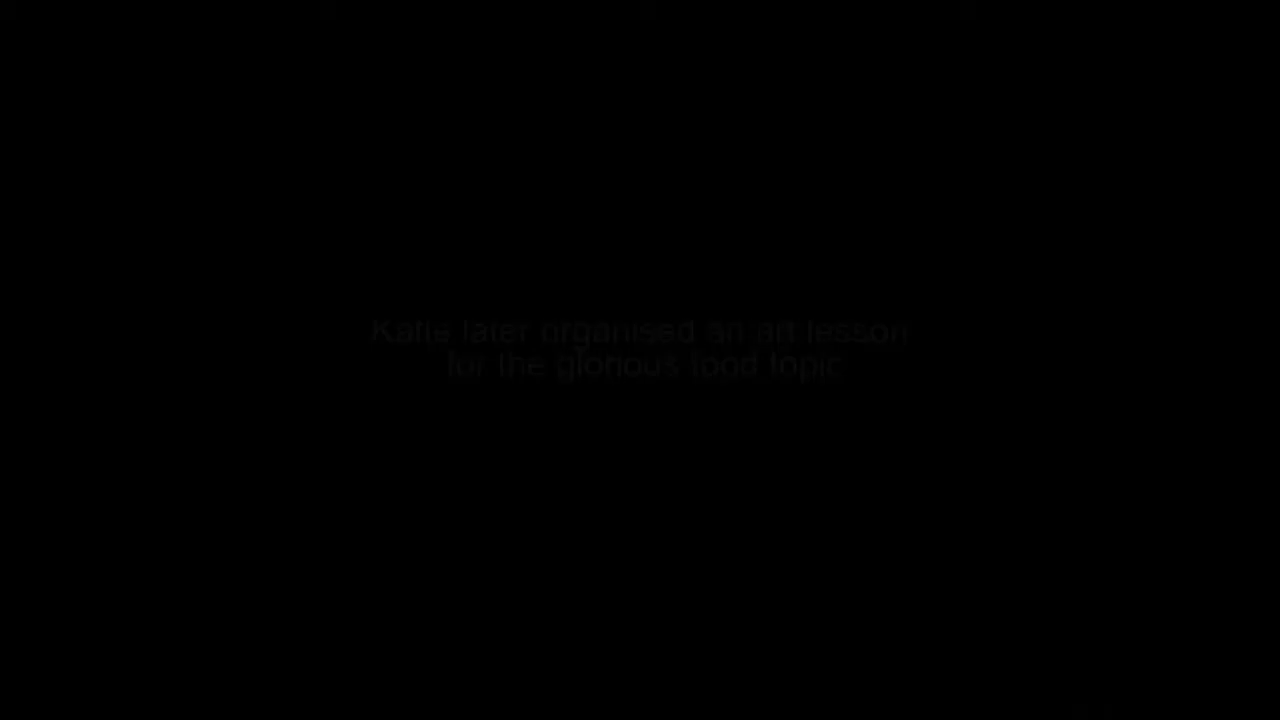 Katie later organised an art lesson
for the glorious food topic